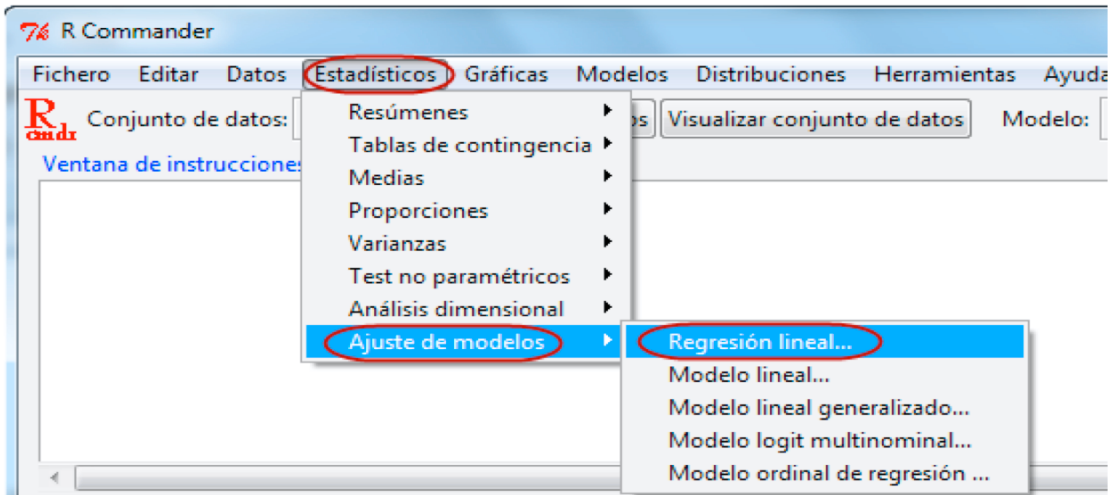 R Commander
Fichero Editar Datos Estadísticos Gráficas Modelos Distribuciones Herramientas Ayuda
R cmdr Conjunto de datos: os Visualizar conjunto de datos Modelo:
Ventana de instrucciones
Resúmenes
Tablas de contingencia
Medias
Proporciones
Varianzas
Test no paramétricos
Análisis dimensional
Ajuste de modelos
Regresión lineal...
Modelo lineal...
Modelo lineal generalizado...
Modelo logit multinominal...
Modelo ordinal de regresión ...